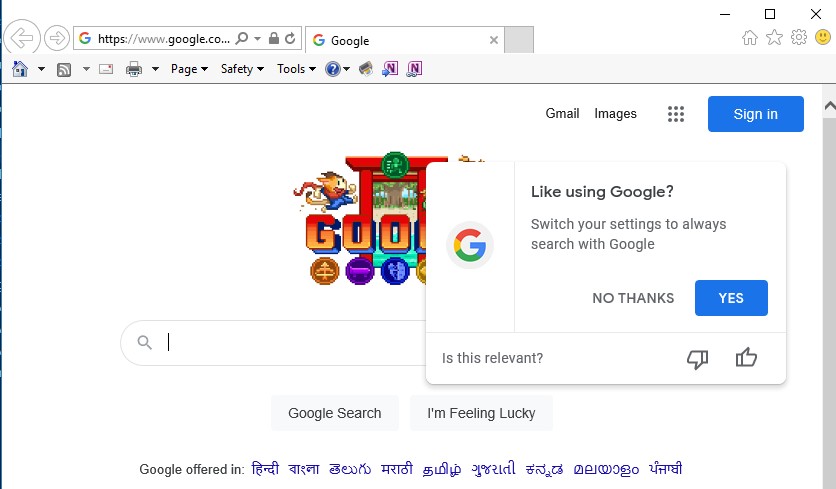 https://www.google.co...
Google
Page Safety Tools
Gmail Images Sign in
GOO
Like using Google?
Switch your settings to always
search with Google
NO THANKS YES
Is this relevant?
Google Search I'm Feeling Lucky
Google offered in: हिन्दी বাংলা తెలుగు मराठी தமிழ் ગુજરાતી ಕನ್ನಡ മലയാളം ਪੰਜਾਬੀ